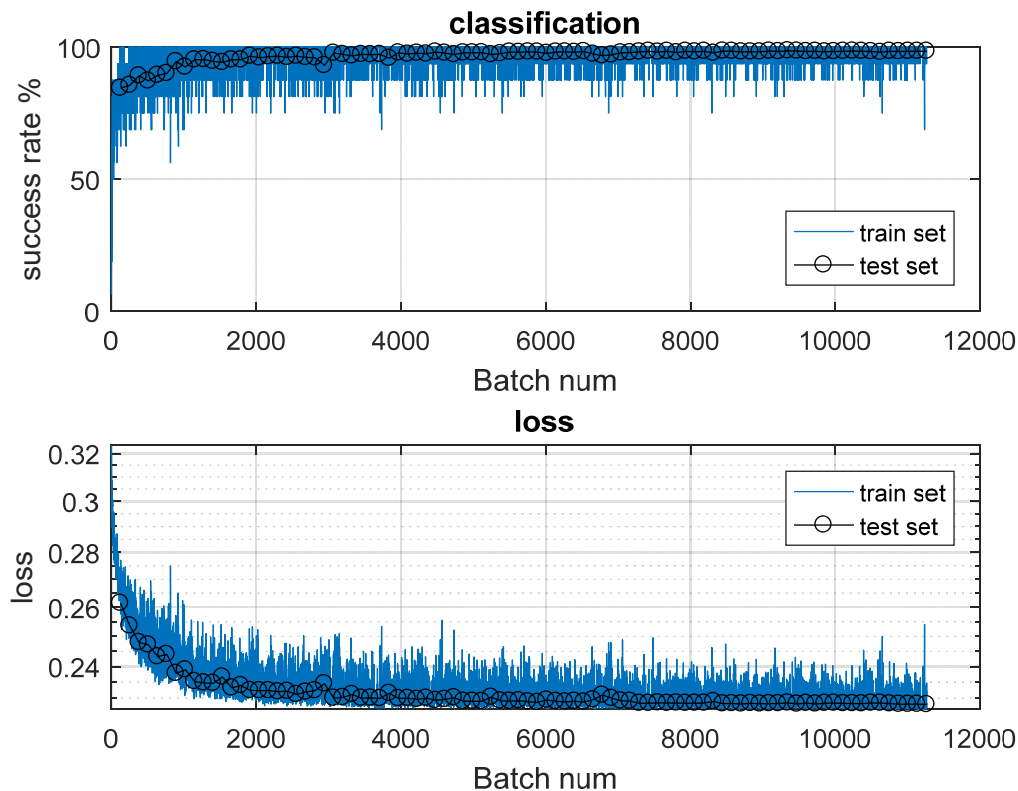 classification
success rate %
100
50
0
0 2000 4000 6000 8000 10000 12000
Batch num
train set
test set
loss
loss
0.32
0.3
0.28
0.26
0.24
0 2000 4000 6000 8000 10000 12000
Batch num
train set
test set